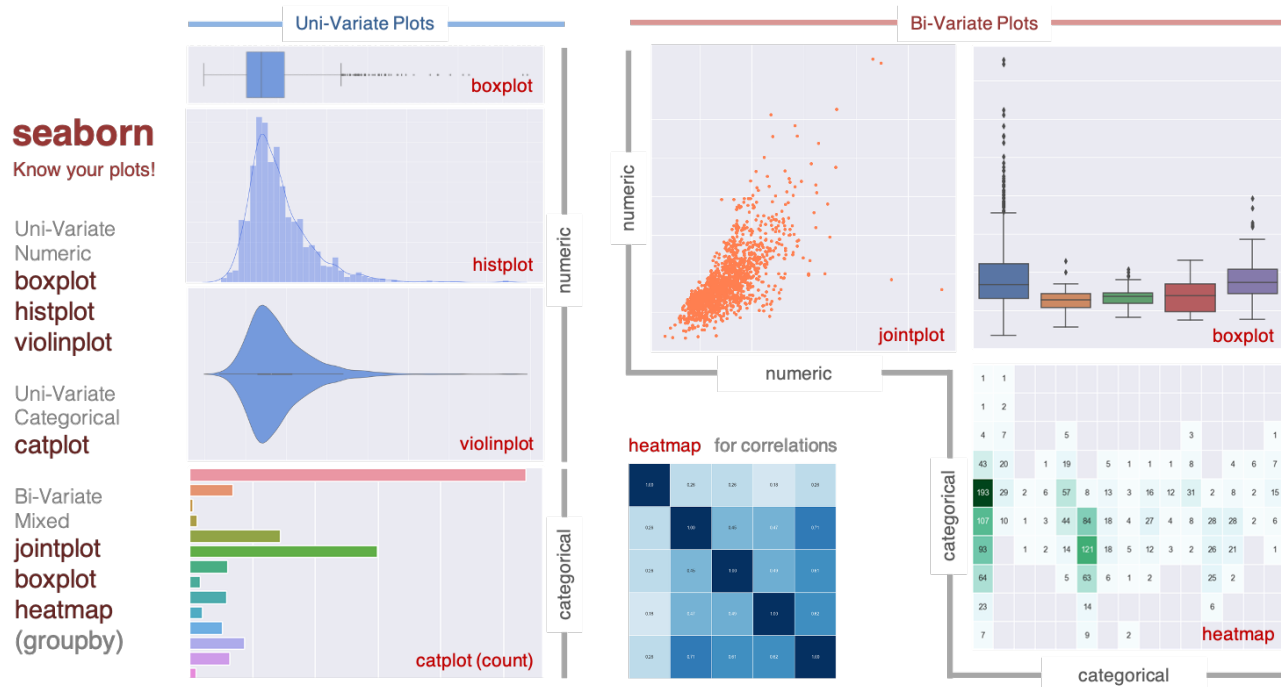 Uni-Variate Plots
Bi-Variate Plots
seaborn
Know your plots!
Uni-Variate
Numeric
boxplot
histplot
violinplot
Uni-Variate
Categorical
catplot
Bi-Variate
Mixed
jointplot
boxplot
heatmap
(groupby)
boxplot
histplot
violinplot
numeric
catplot (count)
categorical
numeric
jointplot
numeric
boxplot
heatmap for correlations
1.00
categorical
1 1
1 2
4 7 5 3 1
43 20 1 19 5 1 1 1 8 4 6 7
193 29 2 6 57 8 13 3 16 12 31 2 8 2 15
107 10 1 3 44 84 18 4 27 4 8 28 28 2 6
93 1 2 14 121 18 5 12 3 2 26 21 1
64 5 63 6 1 2 25 2
23 14 6
7 9 2
heatmap
categorical